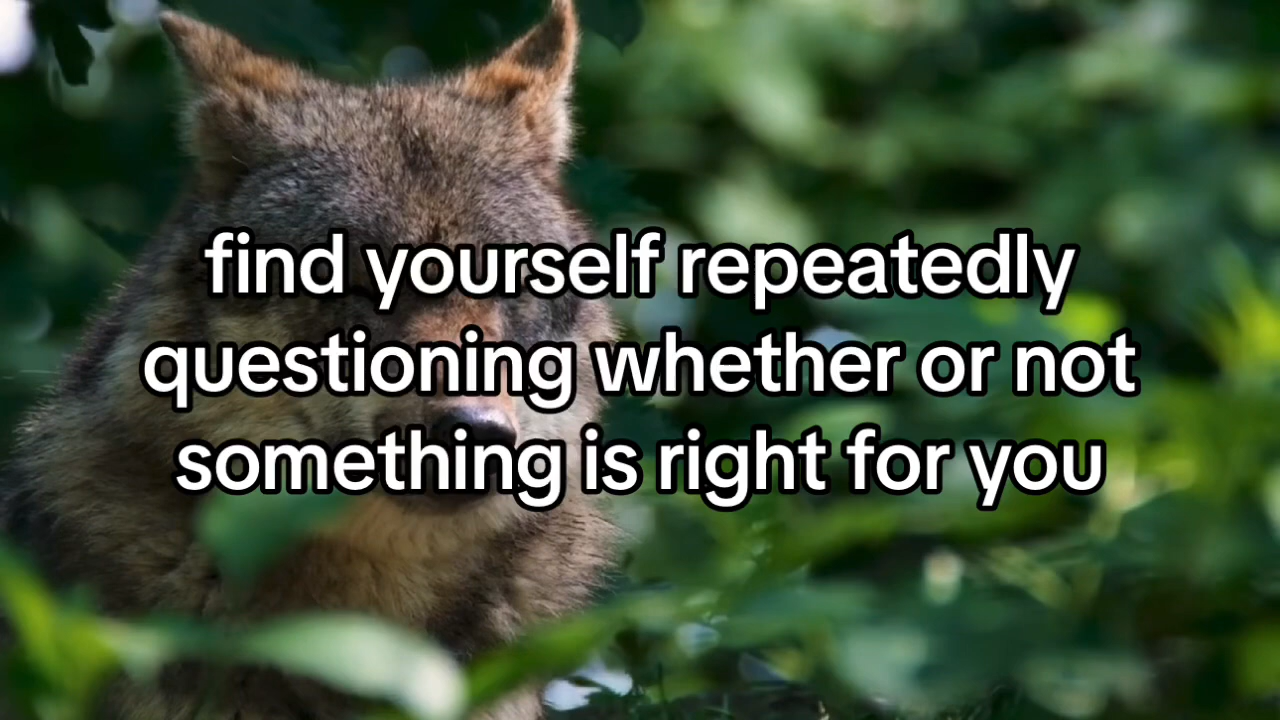 find yourself repeatedly
questioning whether or not
something is right for you